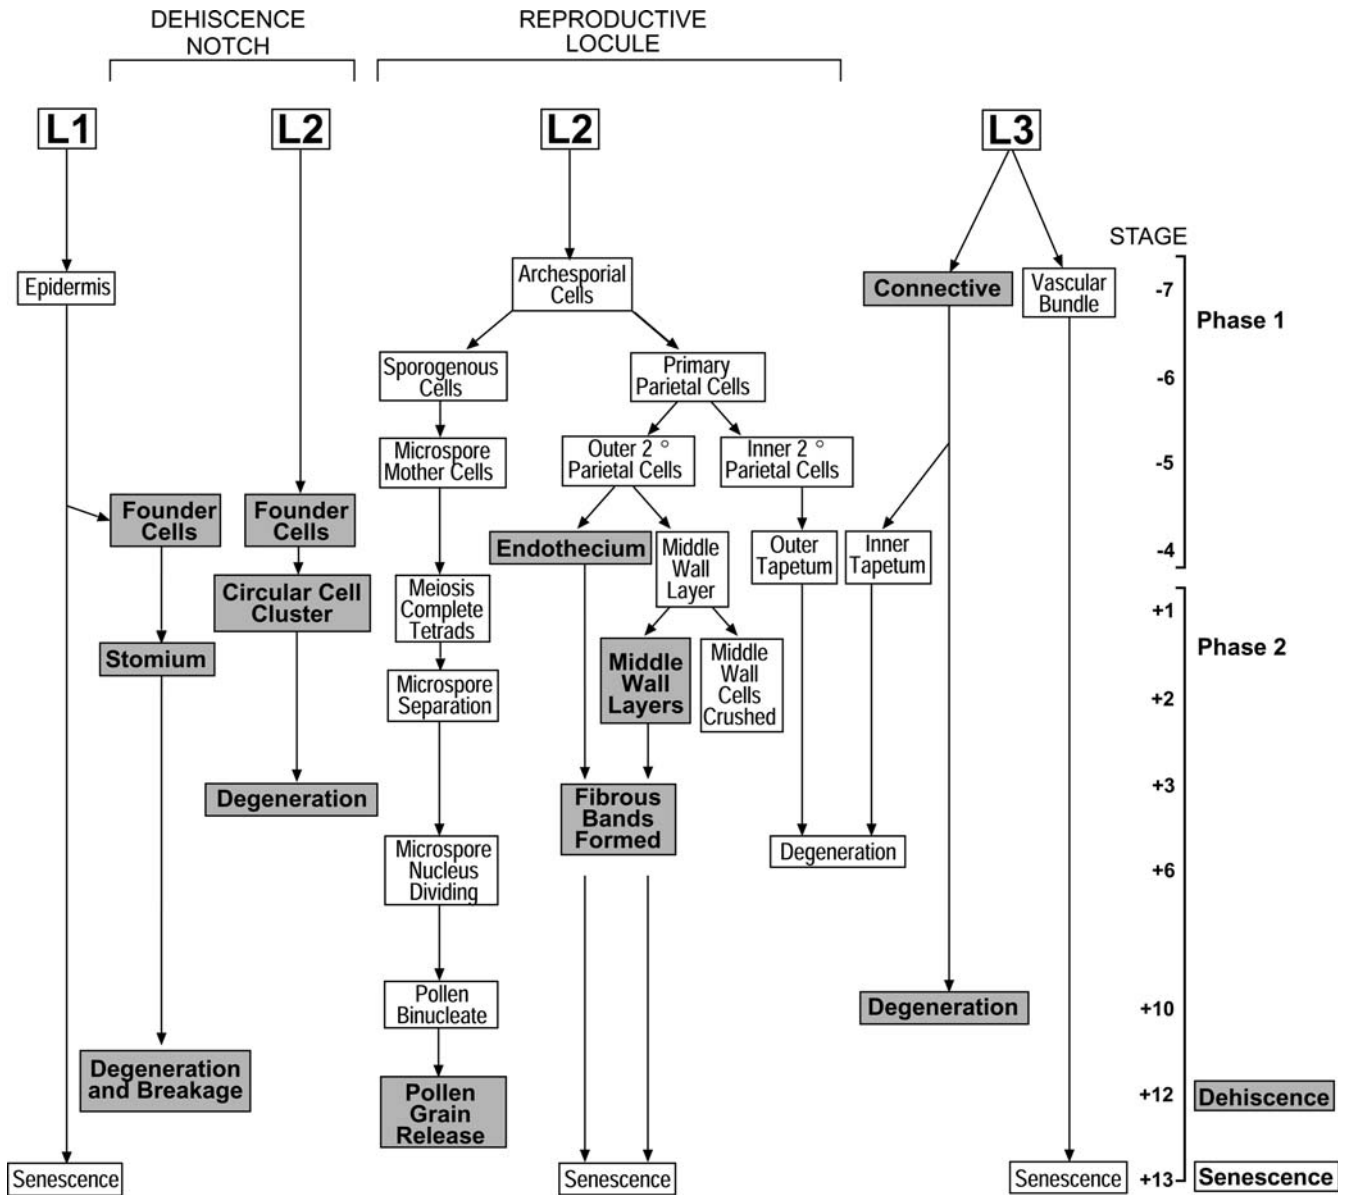 DEHISCENCE
NOTCH
REPRODUCTIVE
LOCULE
L1
L2
L2
L3
STAGE
Epidermis
Archesporial
Cells
Connective
Vascular
Bundle
-7
Phase 1
Sporogenous
Cells
Primary
Parietal Cells
-6
Microspore
Mother Cells
Outer 2 °
Parietal Cells
Inner 2 °
Parietal Cells
-5
Founder
Cells
Founder
Cells
Endothecium
Middle
Wall
Layer
Outer
Tapetum
Inner
Tapetum
-4
Circular Cell
Cluster
Meiosis
Complete
Tetrads
+1
Phase 2
Stomium
Microspore
Separation
Middle
Wall
Layers
Middle
Wall
Cells
Crushed
+2
Degeneration
Fibrous
Bands
Formed
+3
Microspore
Nucleus
Dividing
Degeneration
+6
Pollen
Binucleate
Degeneration
+10
Degeneration
and Breakage
Pollen
Grain
Release
+12
Dehiscence
Senescence
Senescence
Senescence
+13
Senescence